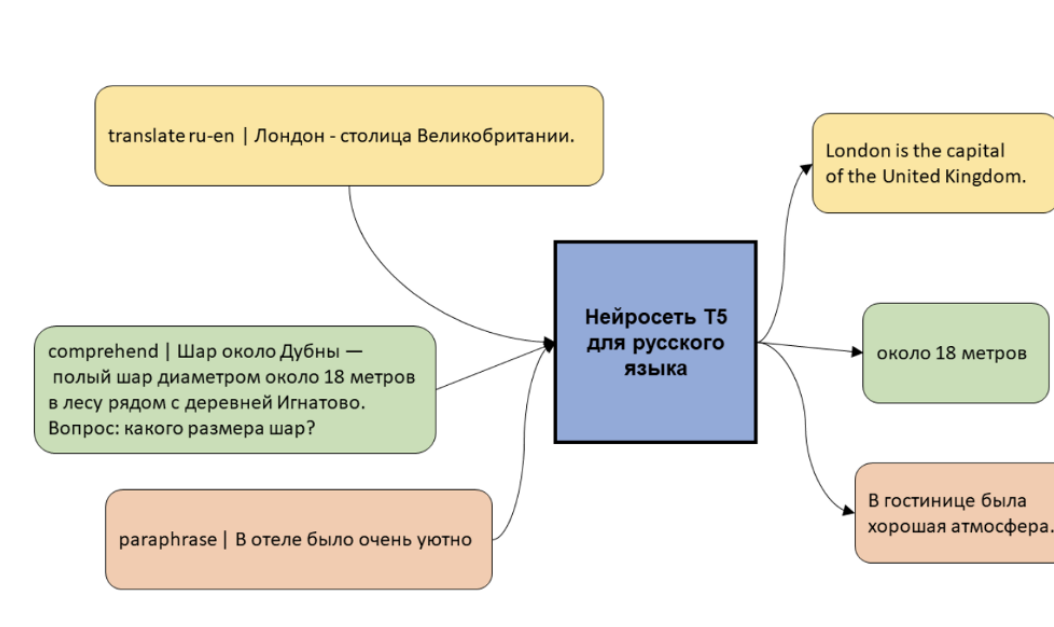 translate ru-en | Лондон - столица Великобритании.
London is the capital
of the United Kingdom.
Нейросеть T5
для русского
языка
comprehend | Шар около Дубны —
полый шар диаметром около 18 метров
в лесу рядом с деревней Игнатово.
Вопрос: какого размера шар?
около 18 метров
paraphrase | В отеле было очень уютно
В гостинице была
хорошая атмосфера.